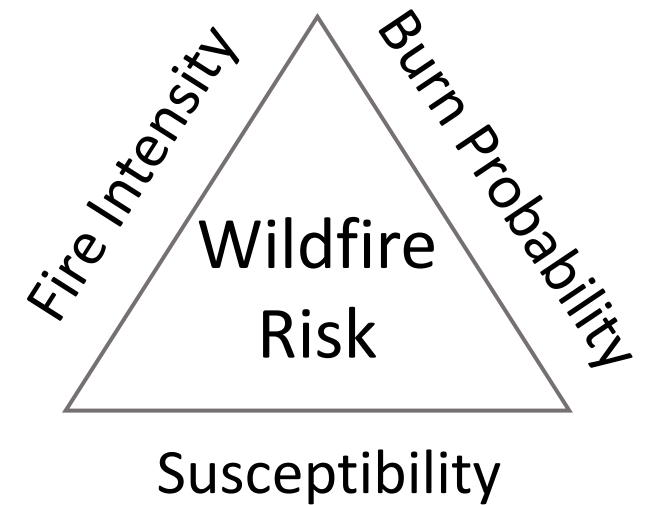 Fire Intensity
Burn Probability
Wildfire
Risk
Susceptibility